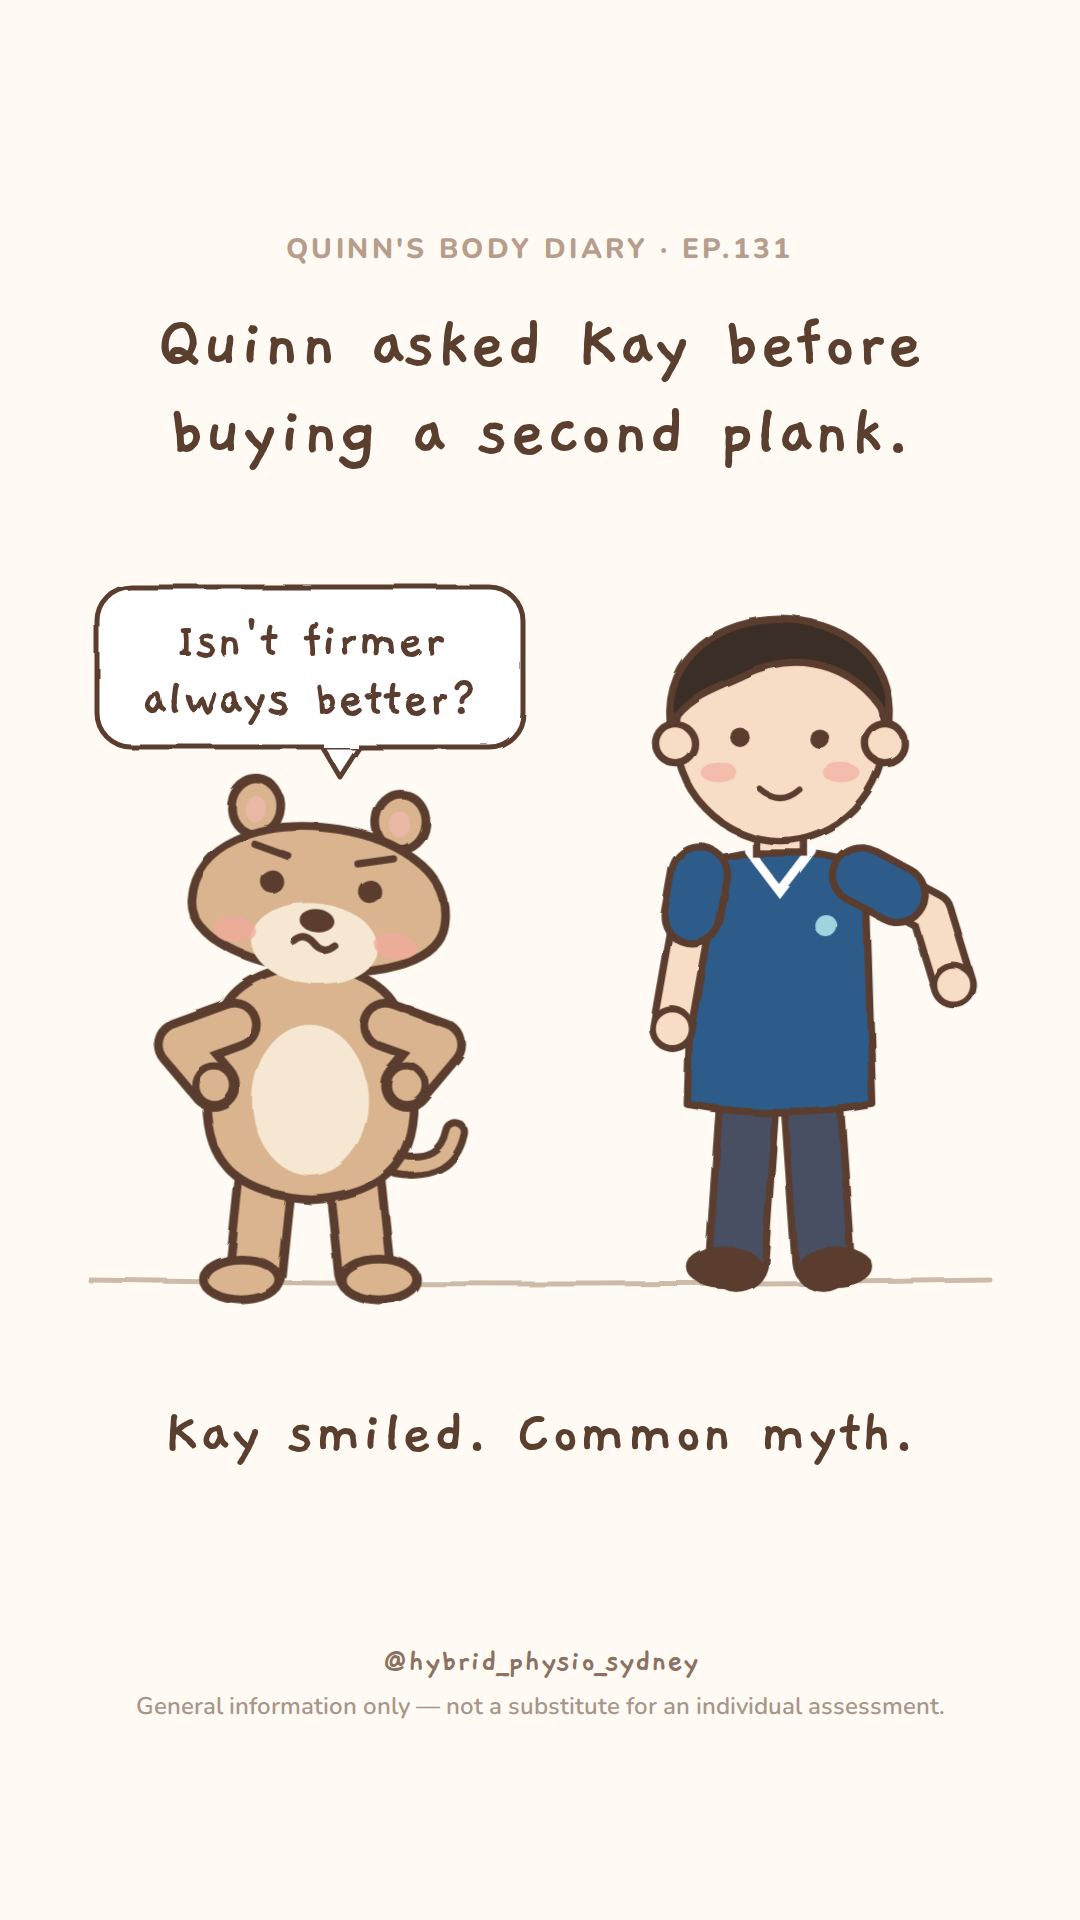 QUINN'S BODY DIARY · EP.131
Quinn asked Kay before
buying a second plank.
Isn't firmer
always better?
Kay smiled. Common myth.
@hybrid_physio_sydney
General information only — not a substitute for an individual assessment.